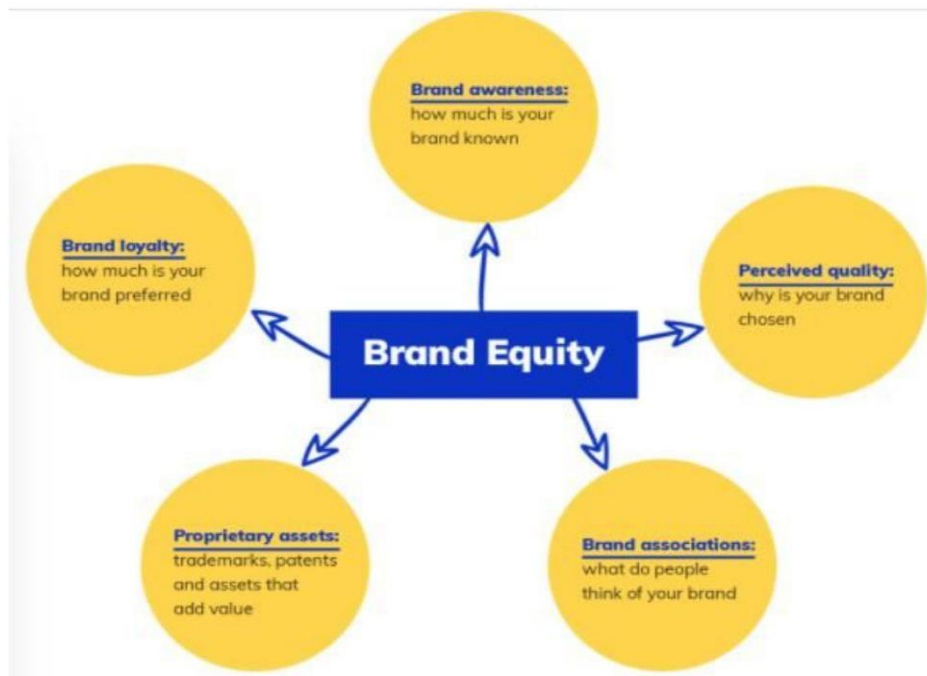 Brand awareness:
how much is your
brand known
Brand loyalty:
how much is your
brand preferred
Perceived quality:
why is your brand
chosen
Brand Equity
Proprietary assets:
trademarks, patents
and assets that
add value
Brand associations:
what do people
think of your brand